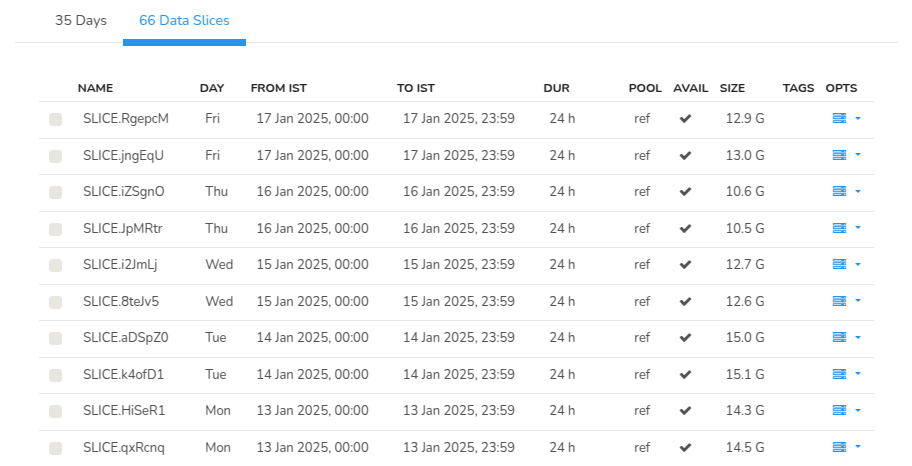 35 Days 66 Data Slices
NAME DAY FROM IST TO IST DUR POOL AVAIL SIZE TAGS OPTS
SLICE.RgepcM Fri 17 Jan 2025, 00:00 17 Jan 2025, 23:59 24 h ref 12.9 G
SLICE.jngEqU Fri 17 Jan 2025, 00:00 17 Jan 2025, 23:59 24 h ref 13.0 G
SLICE.iZSgnO Thu 16 Jan 2025, 00:00 16 Jan 2025, 23:59 24 h ref 10.6 G
SLICE.JpMRtr Thu 16 Jan 2025, 00:00 16 Jan 2025, 23:59 24 h ref 10.5 G
SLICE.i2JmLj Wed 15 Jan 2025, 00:00 15 Jan 2025, 23:59 24 h ref 12.7 G
SLICE.8teJv5 Wed 15 Jan 2025, 00:00 15 Jan 2025, 23:59 24 h ref 12.6 G
SLICE.aDSpZ0 Tue 14 Jan 2025, 00:00 14 Jan 2025, 23:59 24 h ref 15.0 G
SLICE.k4ofD1 Tue 14 Jan 2025, 00:00 14 Jan 2025, 23:59 24 h ref 15.1 G
SLICE.HiSeR1 Mon 13 Jan 2025, 00:00 13 Jan 2025, 23:59 24 h ref 14.3 G
SLICE.qxRcnq Mon 13 Jan 2025, 00:00 13 Jan 2025, 23:59 24 h ref 14.5 G